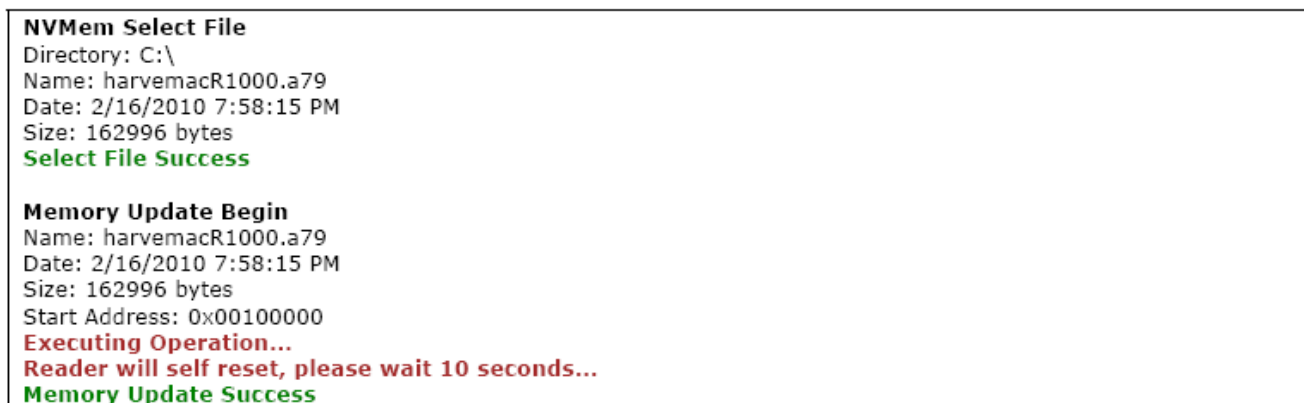 NVMem Select File
Directory: C:\
Name: harvemacR1000.a79
Date: 2/16/2010 7:58:15 PM
Size: 162996 bytes
Select File Success
Memory Update Begin
Name: harvemacR1000.a79
Date: 2/16/2010 7:58:15 PM
Size: 162996 bytes
Start Address: 0x00100000
Executing Operation...
Reader will self reset, please wait 10 seconds...
Memory Update Success